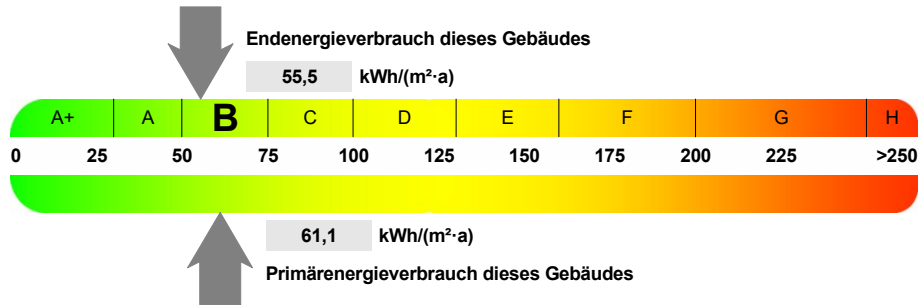 Endenergieverbrauch dieses Gebäudes
55,5 kWh/(m²·a)
A+ A B C D E F G H
0 25 50 75 100 125 150 175 200 225 >250
61,1 kWh/(m²·a)
Primärenergieverbrauch dieses Gebäudes